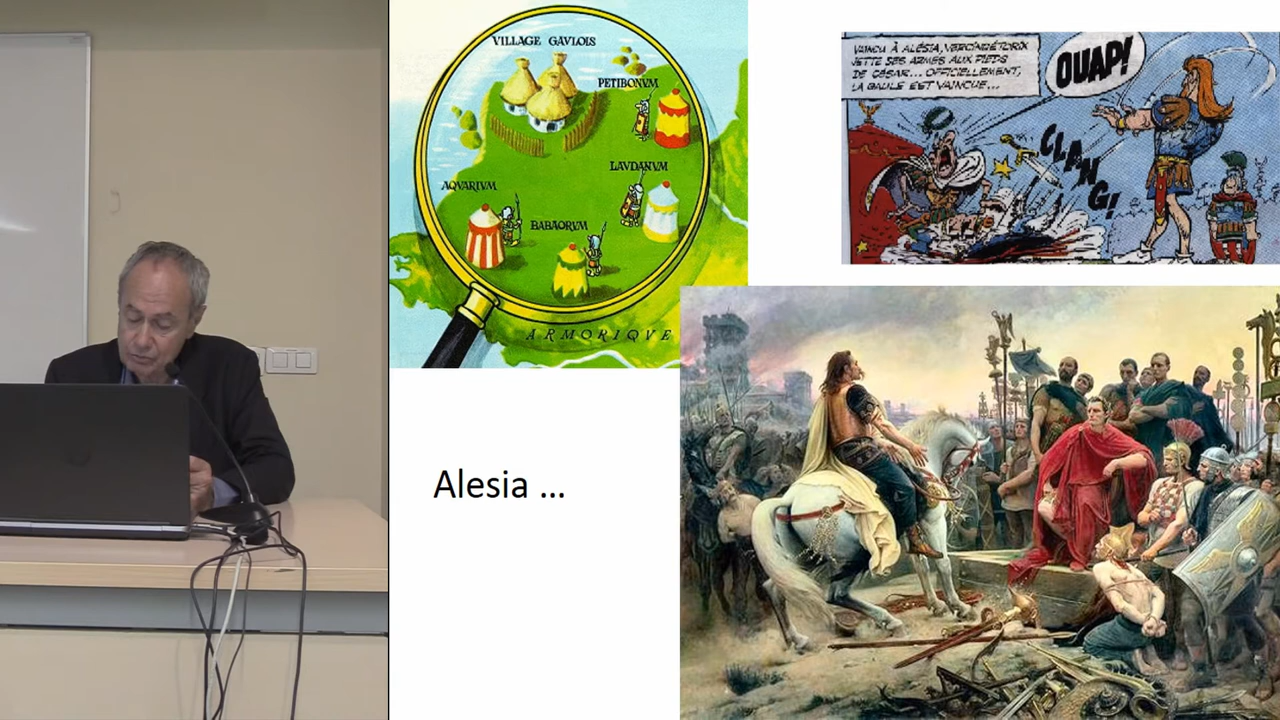 VILLAGE GAVLOIS
PETIBONVM
LAVDANVM
AQVARIVM
BABAORVM
ARMORIQVE
VAINCU À ALÉSIA, VERCINGÉTORIX
JETTE SES ARMES AUX PIEDS
DE CÉSAR... OFFICIELLEMENT,
LA GAULE EST VAINCUE...
OUAP!
CLANG!
Alesia ...